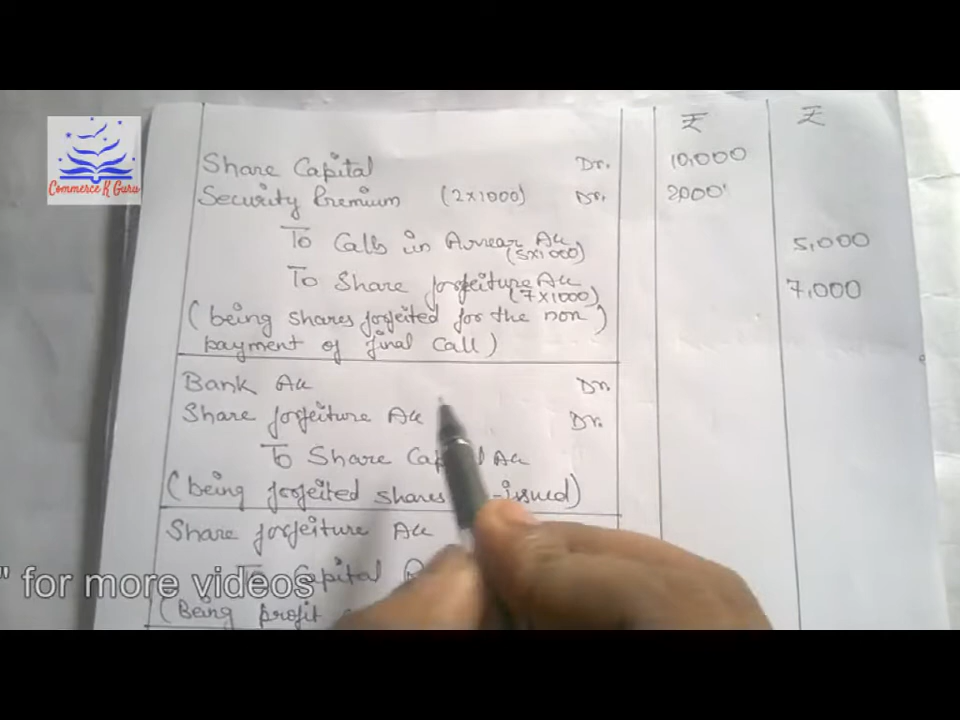 ₹ ₹
Share Capital Dr. 10,000
Security Premium (2x1000) Dr. 2000
To Calls in Arrear A/c 5,000
(5x1000)
To Share forfeiture A/c 7,000
(7x1000)
(being shares forfeited for the non)
payment of final call)
Bank A/c Dr.
Share forfeiture A/c Dr.
To Share A/c
(being forfeited shares -issued)
Share forfeiture A/c
To Capital
(Being profit
Commerce K Guru
" for more videos